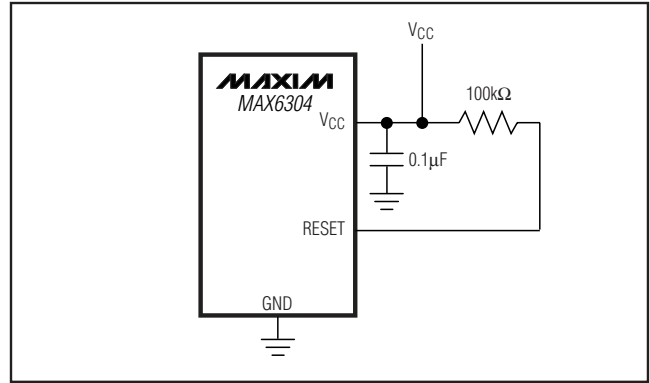 VCC
MAXIM
MAX6304
VCC
100kΩ
0.1µF
RESET
GND